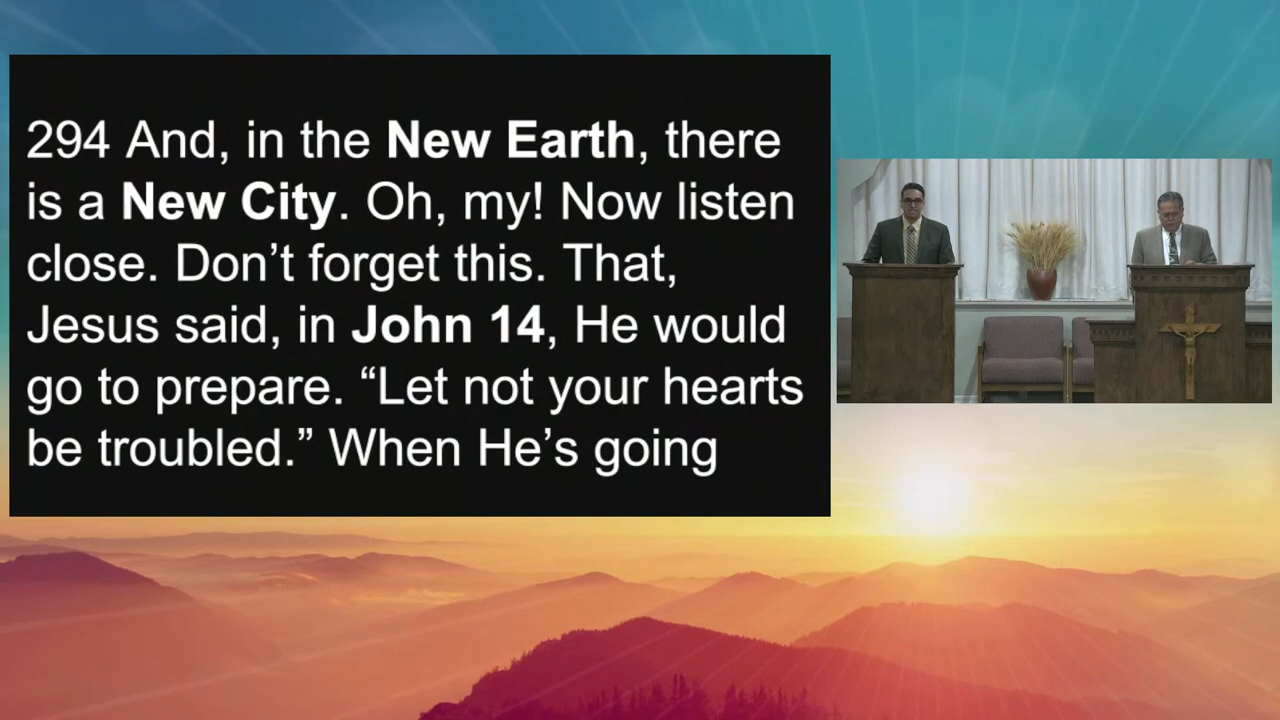 294 And, in the New Earth, there
is a New City. Oh, my! Now listen
close. Don’t forget this. That,
Jesus said, in John 14, He would
go to prepare. “Let not your hearts
be troubled.” When He’s going